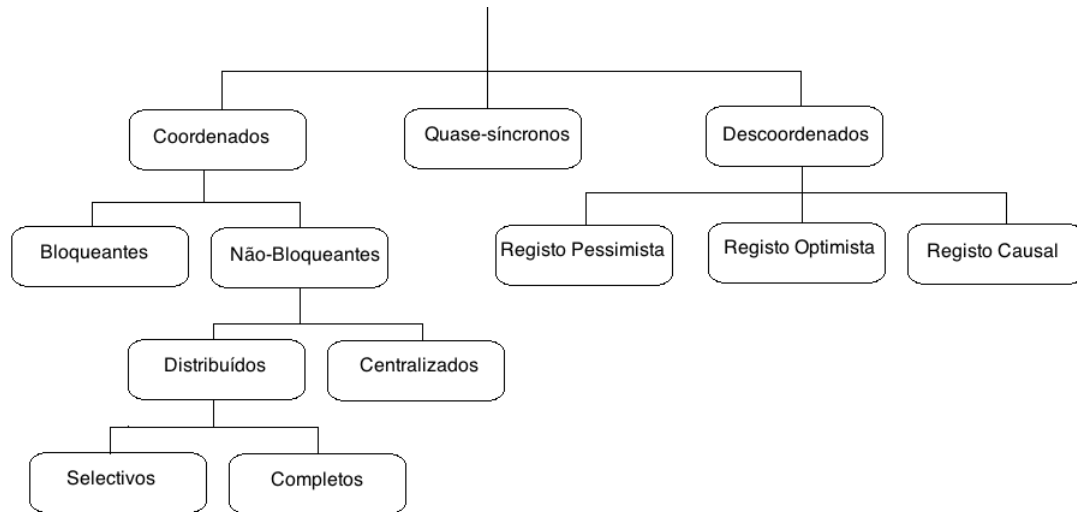 Coordenados
Quase-síncronos
Descoordenados
Bloqueantes
Não-Bloqueantes
Registo Pessimista
Registo Optimista
Registo Causal
Distribuídos
Centralizados
Selectivos
Completos